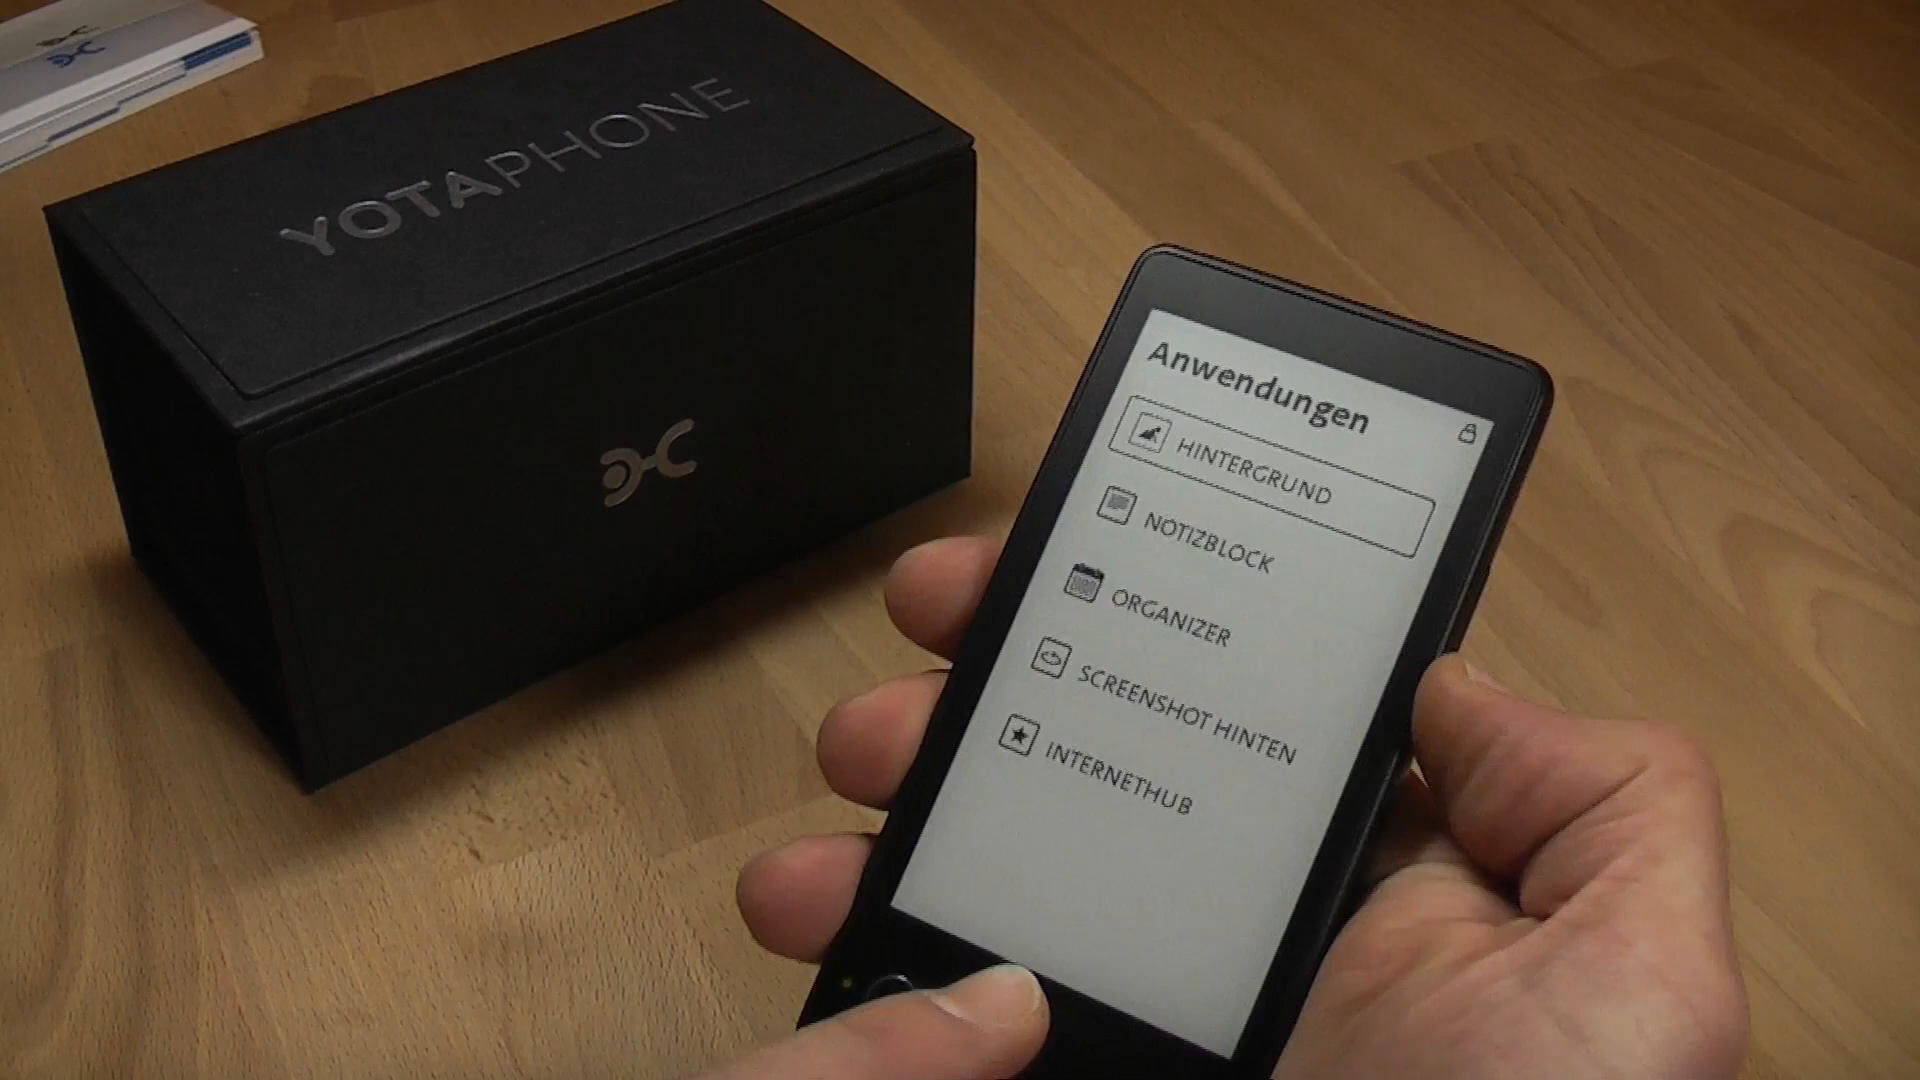 YOTAPHONE
Anwendungen
HINTERGRUND
NOTIZBLOCK
ORGANIZER
SCREENSHOT HINTEN
INTERNETHUB